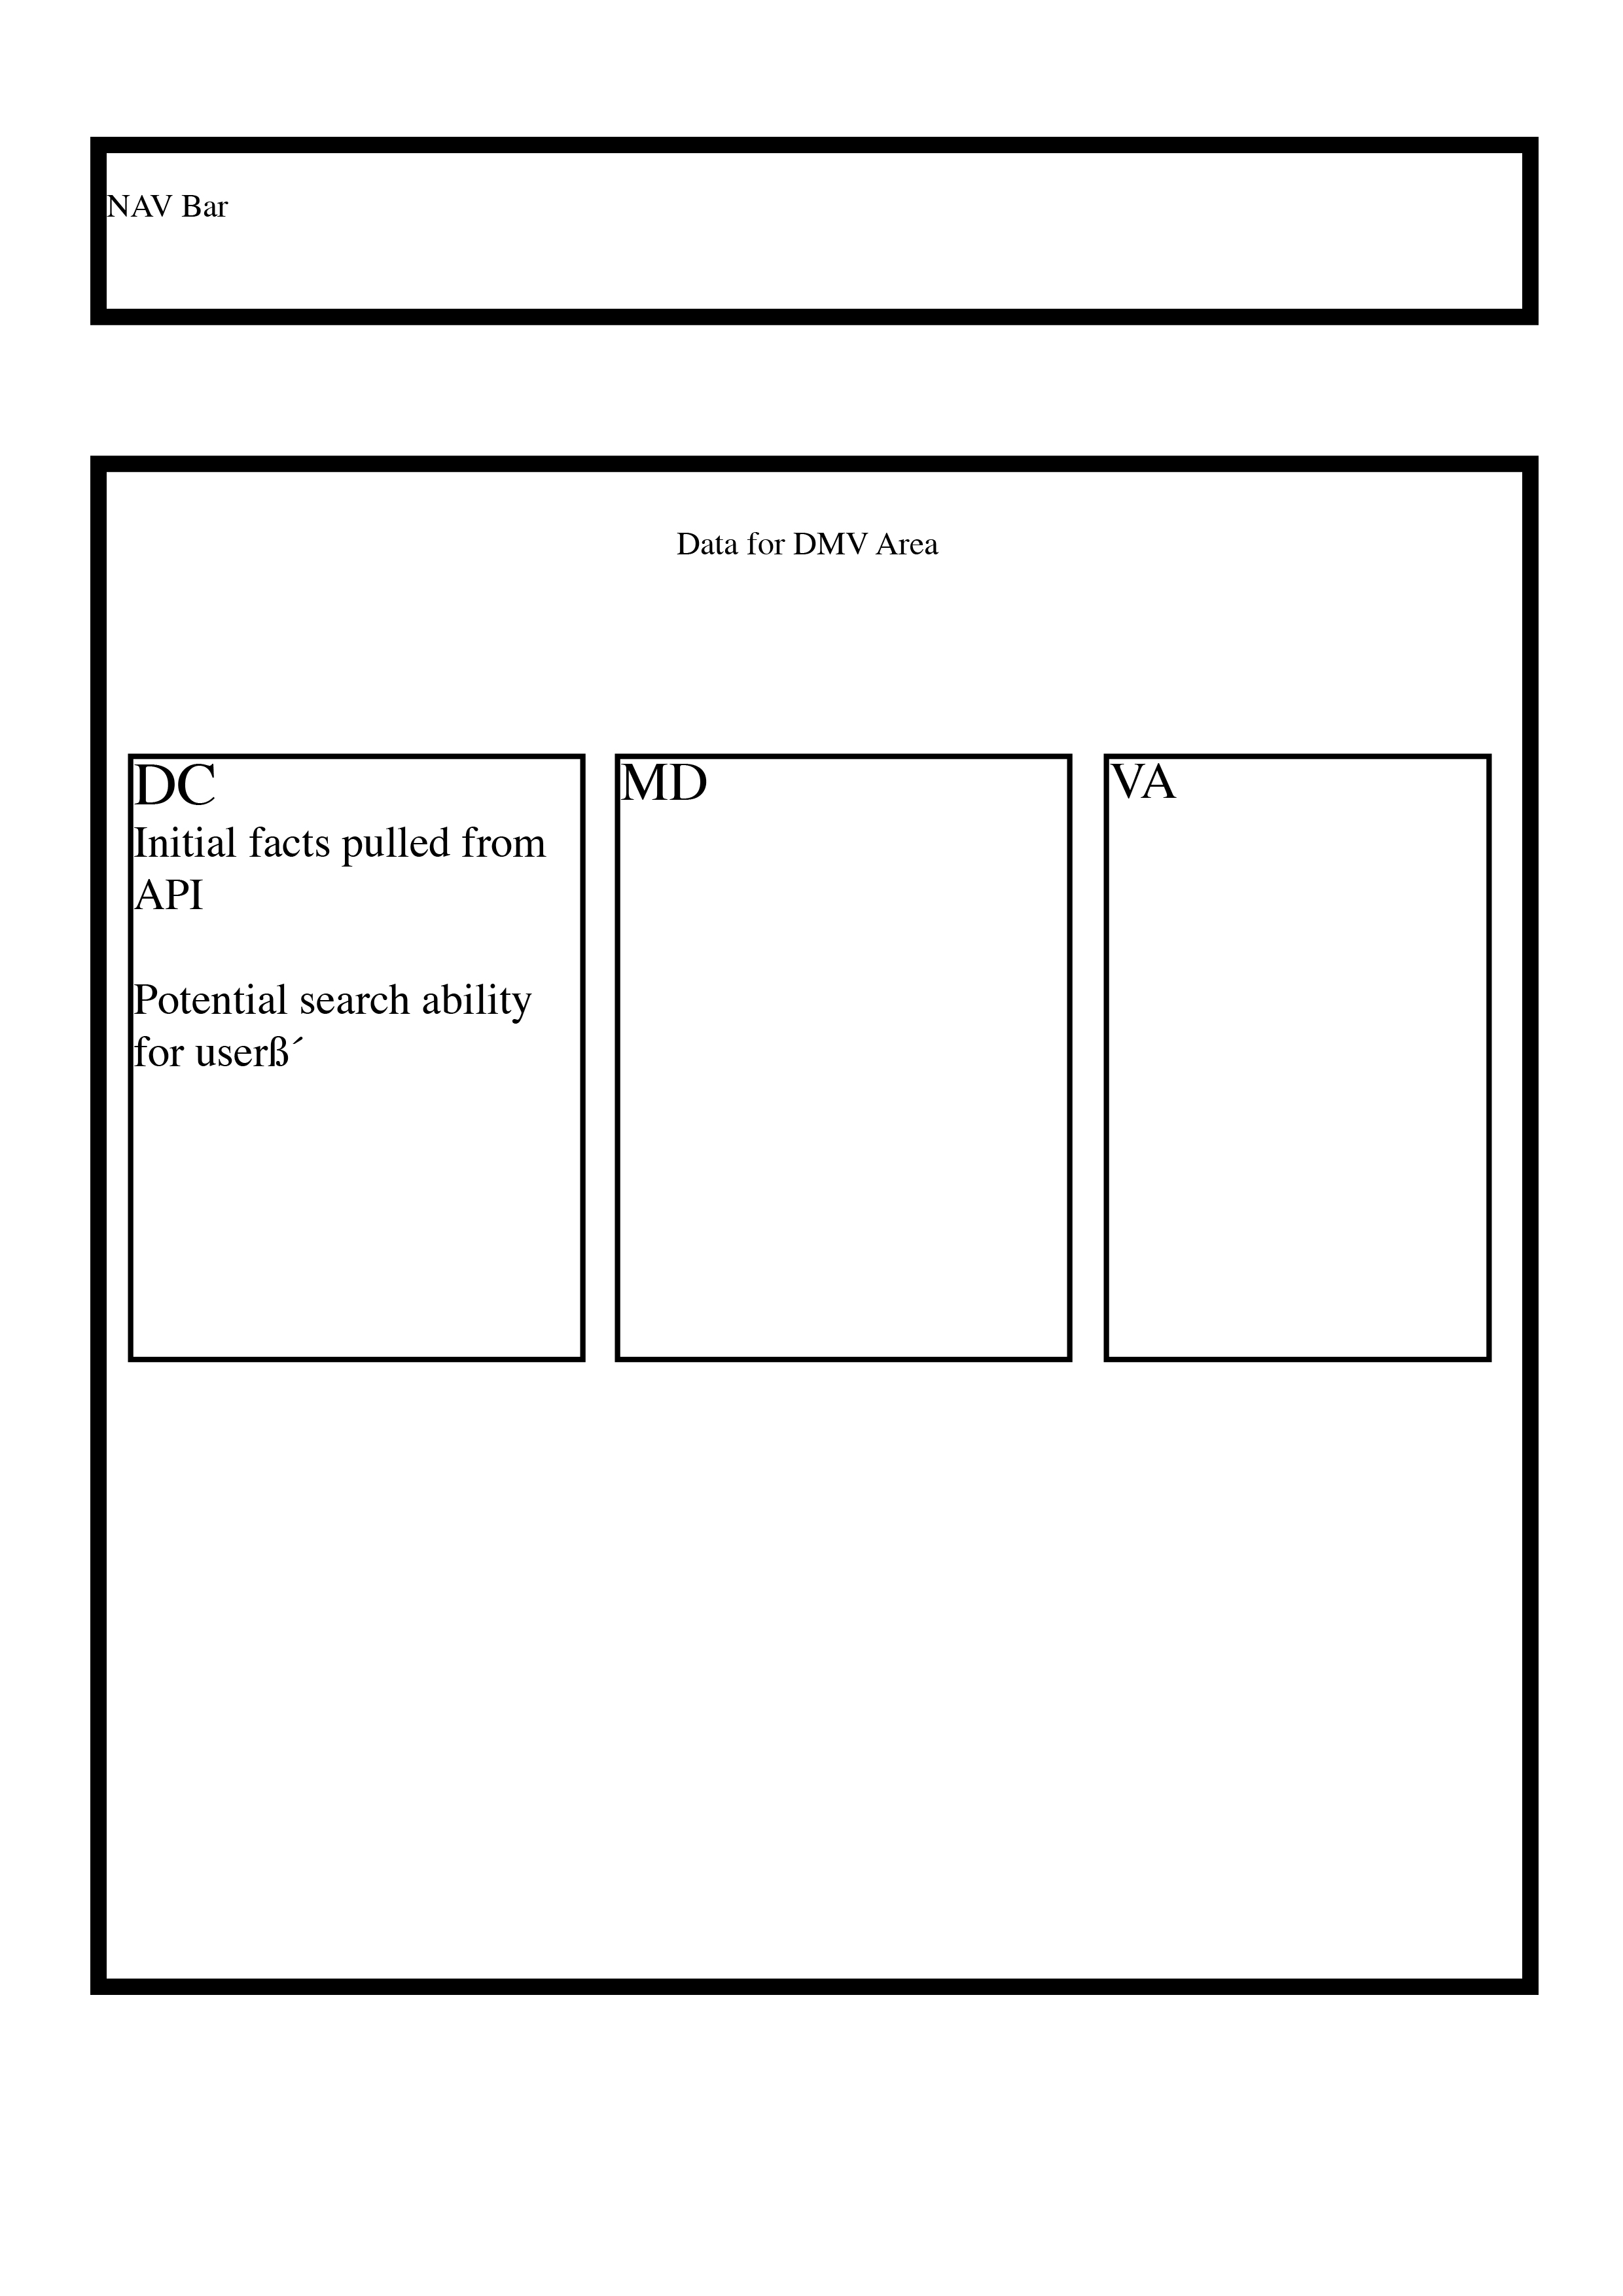 NAV Bar
Data for DMV Area
DC
Initial facts pulled from
API
Potential search ability
for userß´
MD
VA